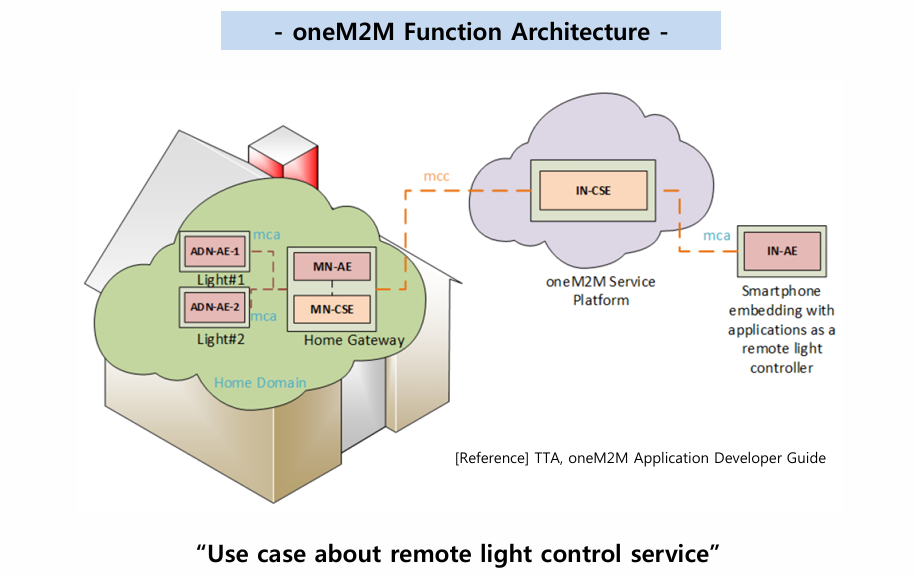 - oneM2M Function Architecture -
mcc
IN-CSE
mca
ADN-AE-1
Light#1
MN-AE
mca
IN-AE
ADN-AE-2
mca
MN-CSE
Light#2
Home Gateway
oneM2M Service
Platform
Smartphone
embedding with
applications as a
remote light
controller
Home Domain
[Reference] TTA, oneM2M Application Developer Guide
“Use case about remote light control service”